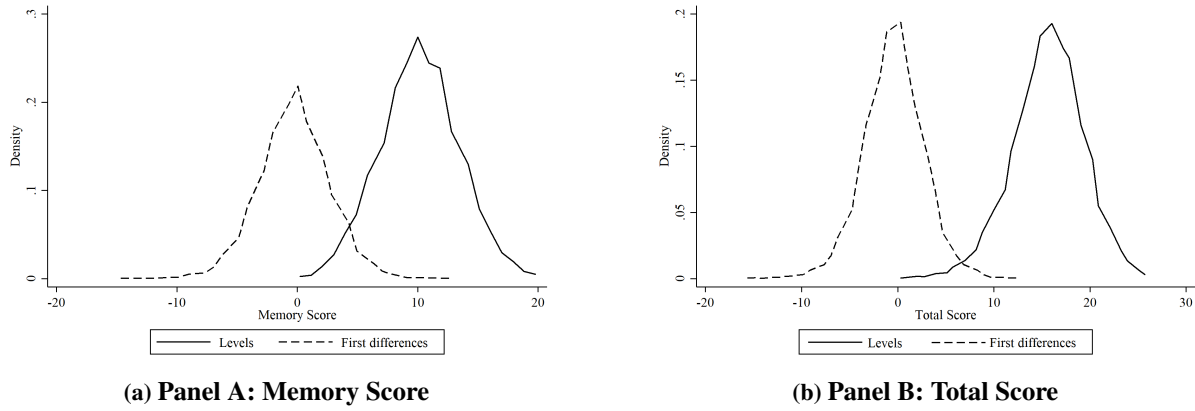 Density
0
.1
.2
.3
-20
-10
0
10
20
Memory Score
Levels
First differences
(a) Panel A: Memory Score
Density
0
.05
.1
.15
.2
-20
-10
0
10
20
30
Total Score
Levels
First differences
(b) Panel B: Total Score